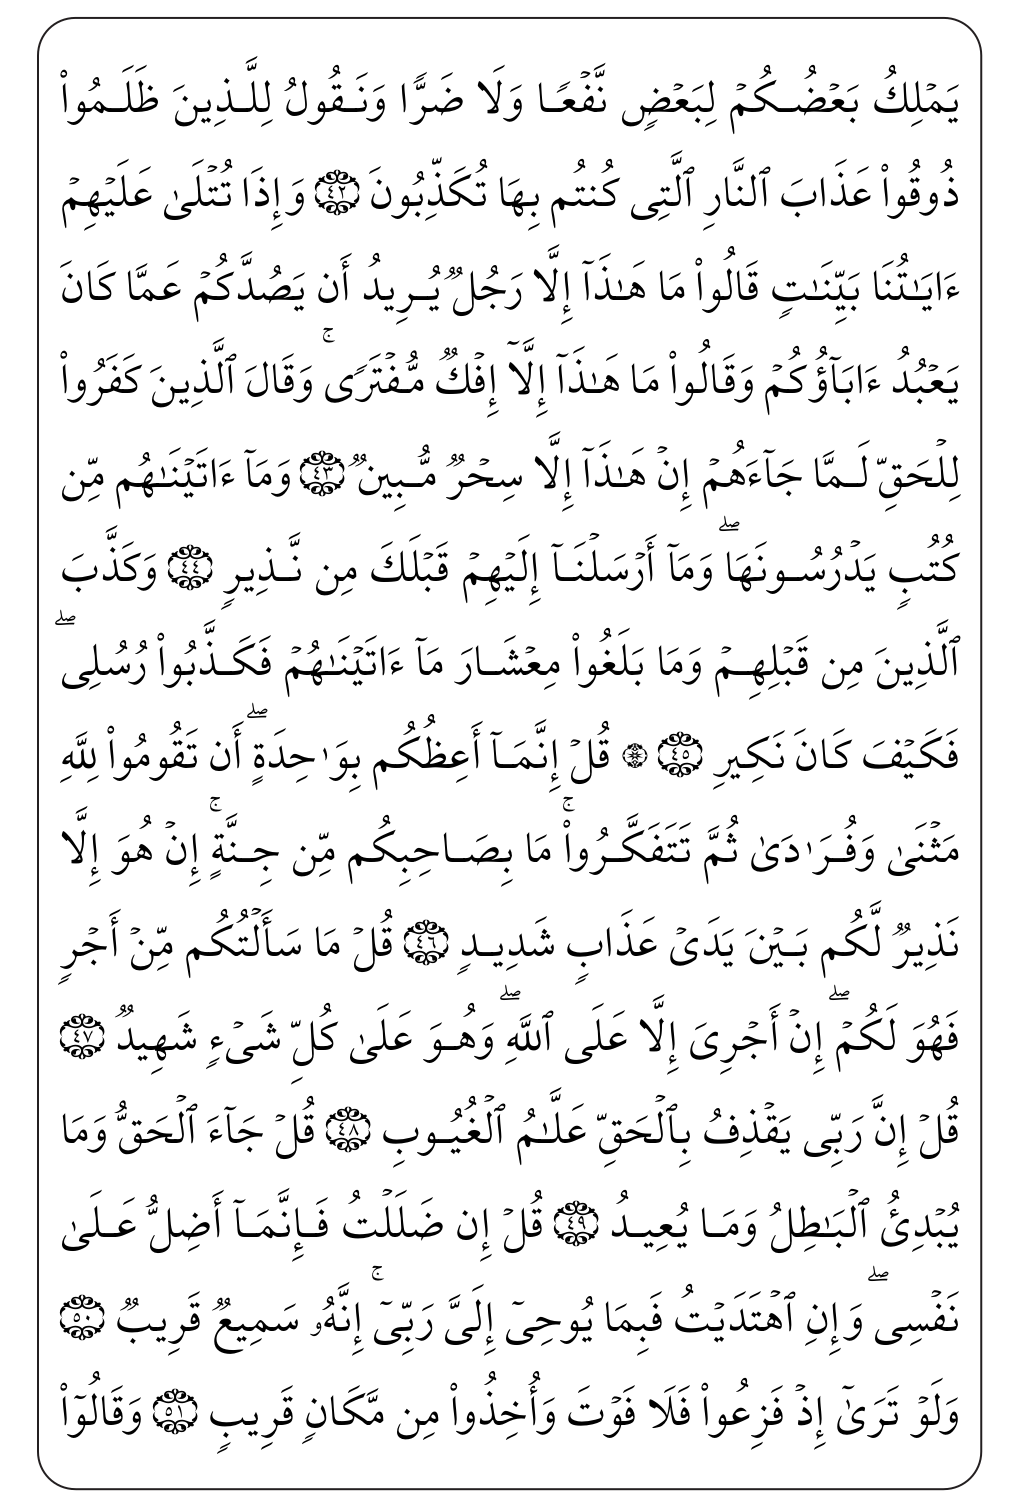 يَمۡلِكُ بَعۡضُكُمۡ لِبَعۡضٖ نَّفۡعٗا وَلَا ضَرّٗا وَنَقُولُ لِلَّذِينَ ظَلَمُواْ
ذُوقُواْ عَذَابَ ٱلنَّارِ ٱلَّتِي كُنتُم بِهَا تُكَذِّبُونَ ٤٢ وَإِذَا تُتۡلَىٰ عَلَيۡهِمۡ
ءَايَٰتُنَا بَيِّنَٰتٖ قَالُواْ مَا هَٰذَآ إِلَّا رَجُلٞ يُرِيدُ أَن يَصُدَّكُمۡ عَمَّا كَانَ
يَعۡبُدُ ءَابَآؤُكُمۡ وَقَالُواْ مَا هَٰذَآ إِلَّآ إِفۡكٞ مُّفۡتَرٗىۚ وَقَالَ ٱلَّذِينَ كَفَرُواْ
لِلۡحَقِّ لَمَّا جَآءَهُمۡ إِنۡ هَٰذَآ إِلَّا سِحۡرٞ مُّبِينٞ ٤٣ وَمَآ ءَاتَيۡنَٰهُم مِّن
كُتُبٖ يَدۡرُسُونَهَاۖ وَمَآ أَرۡسَلۡنَآ إِلَيۡهِمۡ قَبۡلَكَ مِن نَّذِيرٖ ٤٤ وَكَذَّبَ
ٱلَّذِينَ مِن قَبۡلِهِمۡ وَمَا بَلَغُواْ مِعۡشَارَ مَآ ءَاتَيۡنَٰهُمۡ فَكَذَّبُواْ رُسُلِيۖ
فَكَيۡفَ كَانَ نَكِيرِ ٤٥ ۞ قُلۡ إِنَّمَآ أَعِظُكُم بِوَٰحِدَةٍۖ أَن تَقُومُواْ لِلَّهِ
مَثۡنَىٰ وَفُرَٰدَىٰ ثُمَّ تَتَفَكَّرُواْۚ مَا بِصَاحِبِكُم مِّن جِنَّةٍۚ إِنۡ هُوَ إِلَّا
نَذِيرٞ لَّكُم بَيۡنَ يَدَيۡ عَذَابٖ شَدِيدٖ ٤٦ قُلۡ مَا سَأَلۡتُكُم مِّنۡ أَجۡرٖ
فَهُوَ لَكُمۡۖ إِنۡ أَجۡرِيَ إِلَّا عَلَى ٱللَّهِۖ وَهُوَ عَلَىٰ كُلِّ شَيۡءٖ شَهِيدٞ ٤٧
قُلۡ إِنَّ رَبِّي يَقۡذِفُ بِٱلۡحَقِّ عَلَّٰمُ ٱلۡغُيُوبِ ٤٨ قُلۡ جَآءَ ٱلۡحَقُّ وَمَا
يُبۡدِئُ ٱلۡبَٰطِلُ وَمَا يُعِيدُ ٤٩ قُلۡ إِن ضَلَلۡتُ فَإِنَّمَآ أَضِلُّ عَلَىٰ
نَفۡسِيۖ وَإِنِ ٱهۡتَدَيۡتُ فَبِمَا يُوحِيٓ إِلَيَّ رَبِّيٓۚ إِنَّهُۥ سَمِيعٞ قَرِيبٞ ٥٠
وَلَوۡ تَرَىٰٓ إِذۡ فَزِعُواْ فَلَا فَوۡتَ وَأُخِذُواْ مِن مَّكَانٖ قَرِيبٖ ٥١ وَقَالُوٓاْ